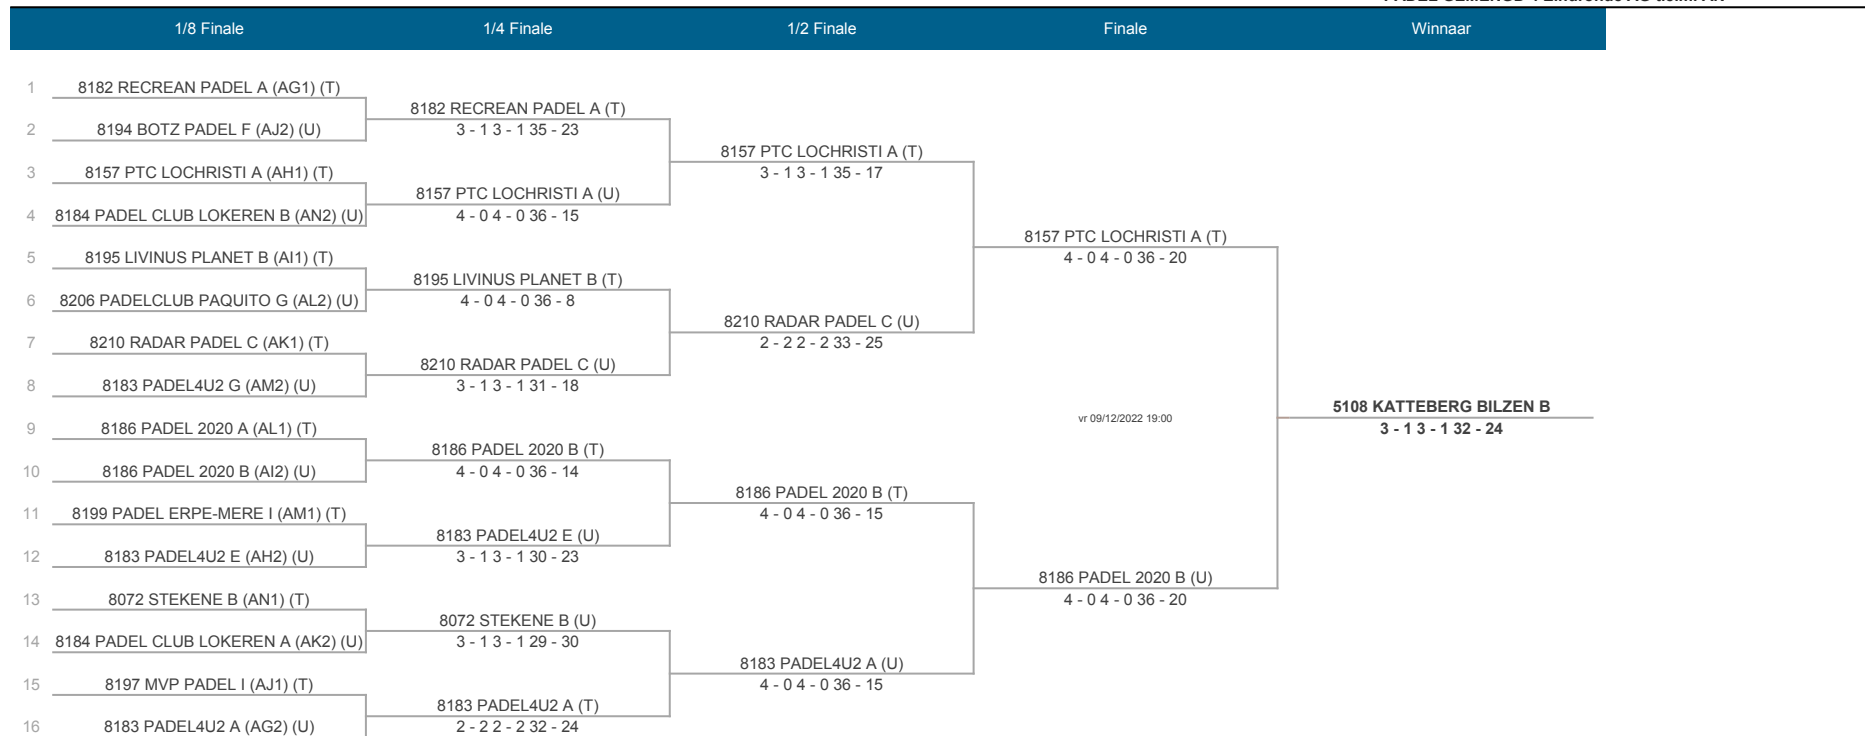 1/8 Finale 1/4 Finale 1/2 Finale Finale Winnaar
1 8182 RECREAN PADEL A (AG1) (T)
8182 RECREAN PADEL A (T)
2 8194 BOTZ PADEL F (AJ2) (U)
3 - 1 3 - 1 35 - 23
8157 PTC LOCHRISTI A (T)
3 8157 PTC LOCHRISTI A (AH1) (T)
3 - 1 3 - 1 35 - 17
8157 PTC LOCHRISTI A (U)
4 8184 PADEL CLUB LOKEREN B (AN2) (U)
4 - 0 4 - 0 36 - 15
8157 PTC LOCHRISTI A (T)
5 8195 LIVINUS PLANET B (AI1) (T)
4 - 0 4 - 0 36 - 20
8195 LIVINUS PLANET B (T)
6 8206 PADELCLUB PAQUITO G (AL2) (U)
4 - 0 4 - 0 36 - 8
8210 RADAR PADEL C (U)
7 8210 RADAR PADEL C (AK1) (T)
2 - 2 2 - 2 33 - 25
8210 RADAR PADEL C (U)
8 8183 PADEL4U2 G (AM2) (U)
3 - 1 3 - 1 31 - 18
5108 KATTEBERG BILZEN B
vr 09/12/2022 19:00
9 8186 PADEL 2020 A (AL1) (T)
3 - 1 3 - 1 32 - 24
8186 PADEL 2020 B (T)
10 8186 PADEL 2020 B (AI2) (U)
4 - 0 4 - 0 36 - 14
8186 PADEL 2020 B (T)
11 8199 PADEL ERPE-MERE I (AM1) (T)
4 - 0 4 - 0 36 - 15
8183 PADEL4U2 E (U)
12 8183 PADEL4U2 E (AH2) (U)
3 - 1 3 - 1 30 - 23
8186 PADEL 2020 B (U)
13 8072 STEKENE B (AN1) (T)
4 - 0 4 - 0 36 - 20
8072 STEKENE B (U)
14 8184 PADEL CLUB LOKEREN A (AK2) (U)
3 - 1 3 - 1 29 - 30
8183 PADEL4U2 A (U)
15 8197 MVP PADEL I (AJ1) (T)
4 - 0 4 - 0 36 - 15
8183 PADEL4U2 A (T)
16 8183 PADEL4U2 A (AG2) (U)
2 - 2 2 - 2 32 - 24